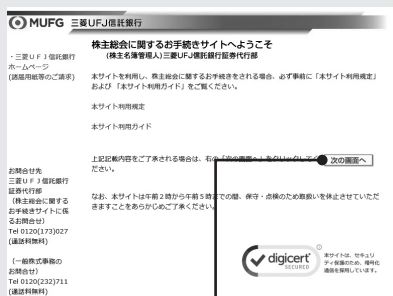 MUFG 三菱UFJ信託銀行
株主総会に関するお手続きサイトへようこそ
(株主名簿管理人)三菱UFJ信託銀行証券代行部
・三菱ＵＦＪ信託銀行
ホームページ
(諸届用紙等のご請求)
本サイトを利用し、株主総会に関するお手続きをされる場合、必ず事前に「本サイト利用規定」
および「本サイト利用ガイド」をご覧ください。
本サイト利用規定
本サイト利用ガイド
上記記載内容をご了承される場合は、右の「次の画面へ」をクリックしてく
ださい。
次の画面へ
なお、本サイトは午前２時から午前５時までの間、保守・点検のため取扱いを休止させていただ
きますことをあらかじめご了承ください。
お問合せ先
三菱ＵＦＪ信託銀行
証券代行部
（株主総会に関する
お手続きサイトに係
るお問合せ）
Tel 0120(173)027
(通話料無料)
（一般株式事務の
お問合せ）
Tel 0120(232)711
(通話料無料)
digicert
SECURED
本サイトは、セキュリ
ティ保護のため、暗号化
通信を採用しています。